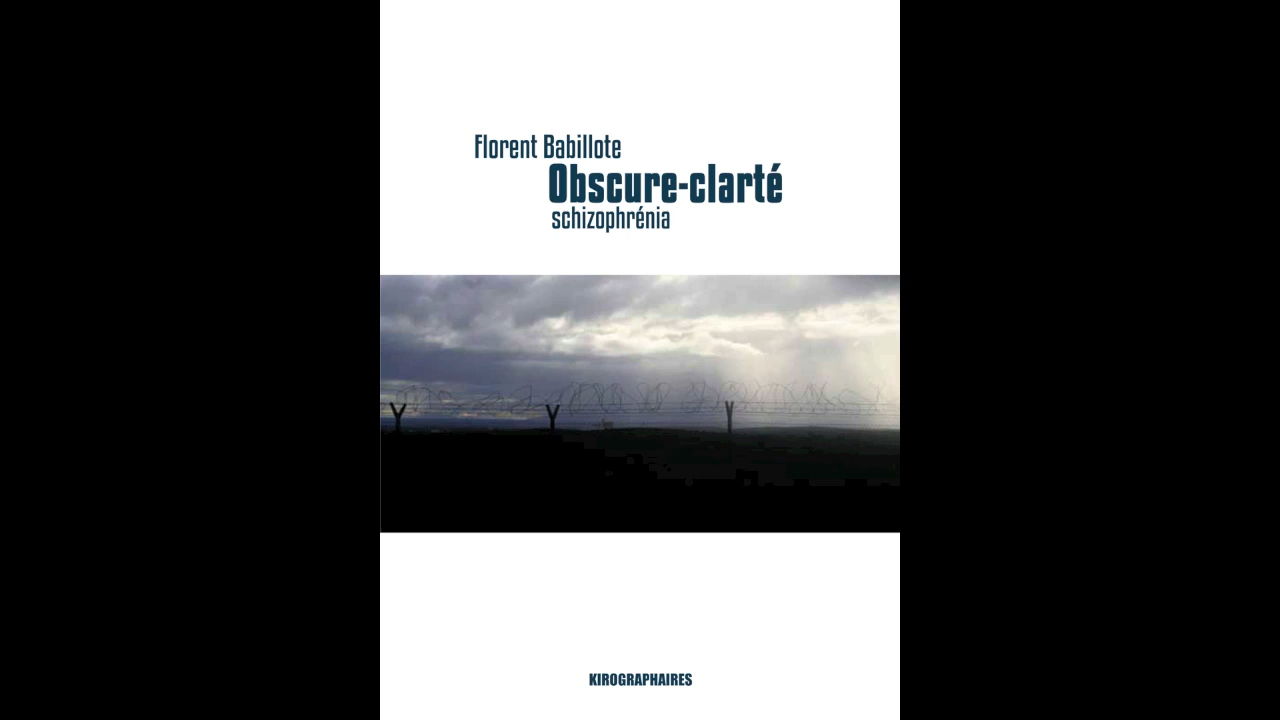 Florent Babillote
Obscure-clarté
schizophrénia
KIROGRAPHAIRES